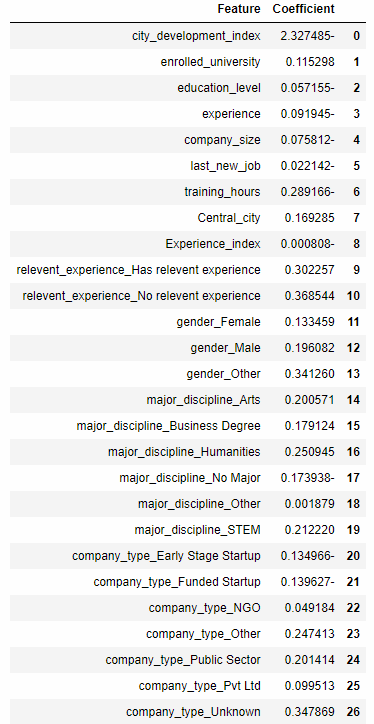 Feature Coefficient
city_development_index 2.327485- 0
enrolled_university 0.115298 1
education_level 0.057155- 2
experience 0.091945- 3
company_size 0.075812- 4
last_new_job 0.022142- 5
training_hours 0.289166- 6
Central_city 0.169285 7
Experience_index 0.000808- 8
relevent_experience_Has relevent experience 0.302257 9
relevent_experience_No relevent experience 0.368544 10
gender_Female 0.133459 11
gender_Male 0.196082 12
gender_Other 0.341260 13
major_discipline_Arts 0.200571 14
major_discipline_Business Degree 0.179124 15
major_discipline_Humanities 0.250945 16
major_discipline_No Major 0.173938- 17
major_discipline_Other 0.001879 18
major_discipline_STEM 0.212220 19
company_type_Early Stage Startup 0.134966- 20
company_type_Funded Startup 0.139627- 21
company_type_NGO 0.049184 22
company_type_Other 0.247413 23
company_type_Public Sector 0.201414 24
company_type_Pvt Ltd 0.099513 25
company_type_Unknown 0.347869 26